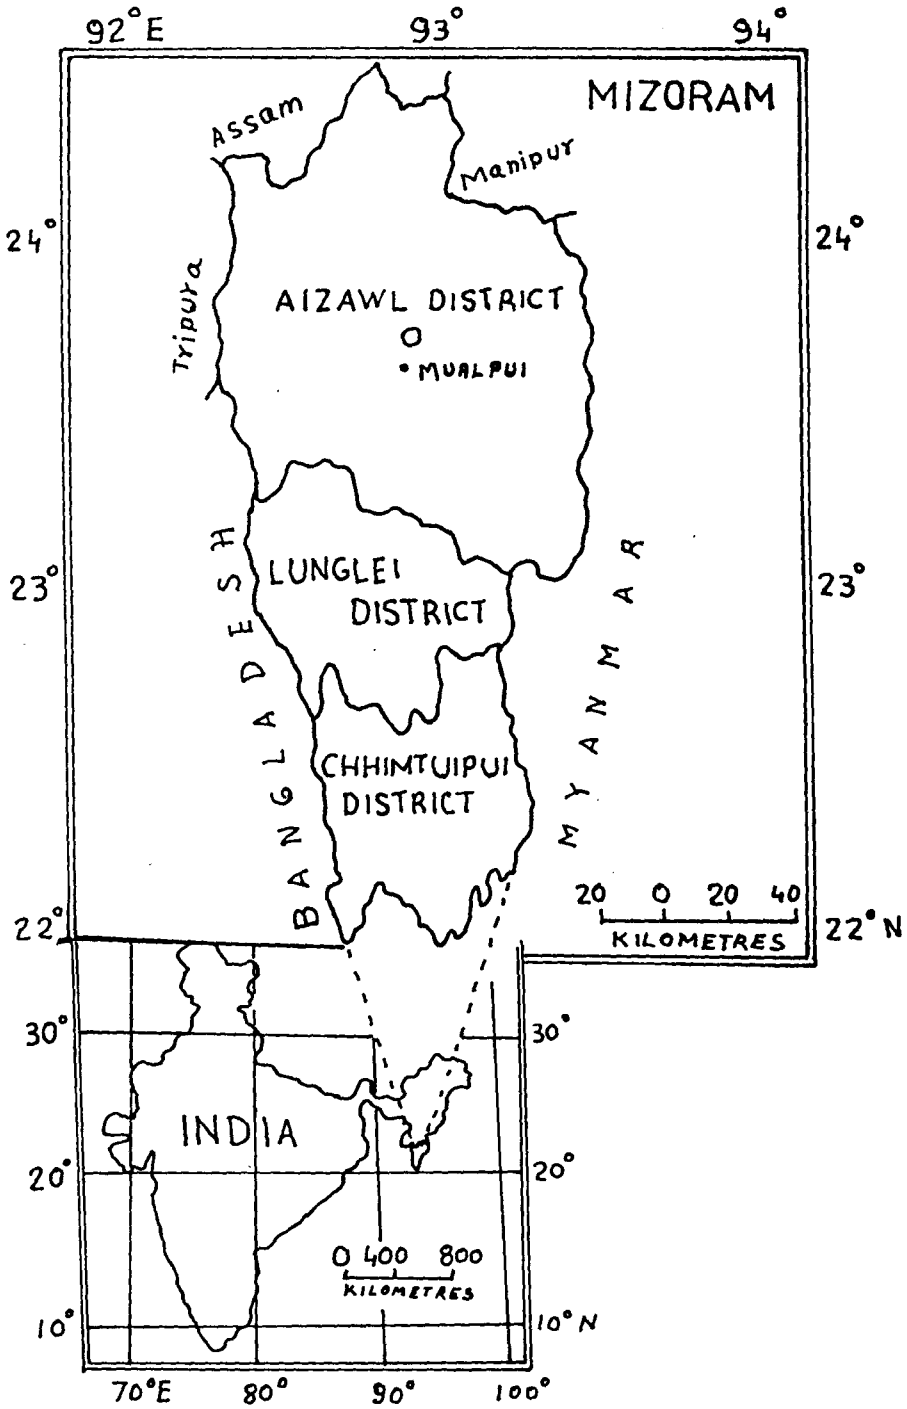 92°E 93° 94°
MIZORAM
Assam
Manipur
24° 24°
Tripura
AIZAWL DISTRICT
MUALPUI
BANGLADESH
MYANMAR
23° 23°
LUNGLEI
DISTRICT
CHHIMTUIPUI
DISTRICT
20 0 20 40
KILOMETRES
22° 22°N
30° 30°
INDIA
20° 20°
0 400 800
KILOMETRES
10° 10°N
70°E 80° 90° 100°